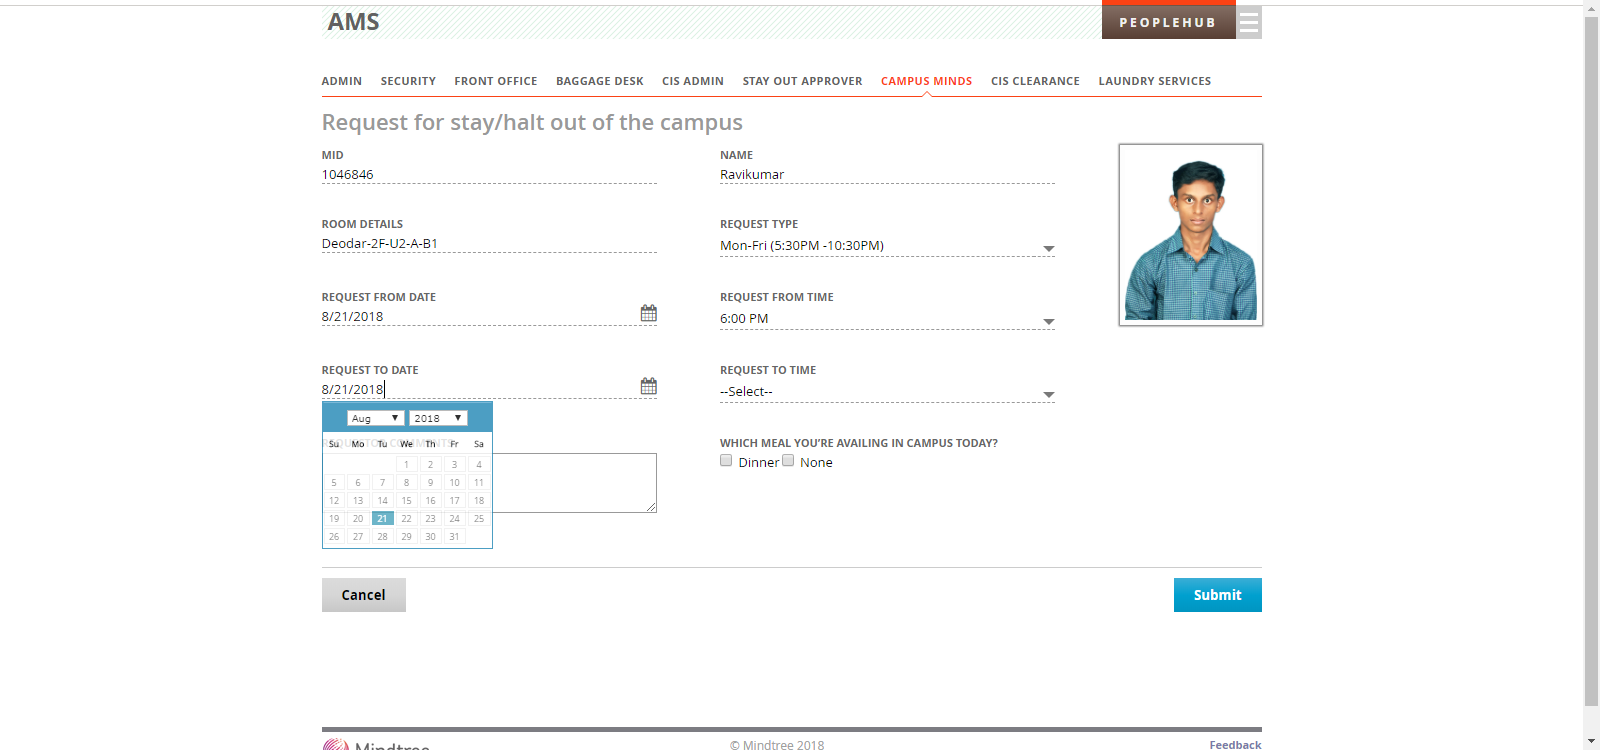 AMS
PEOPLEHUB
ADMIN SECURITY FRONT OFFICE BAGGAGE DESK CIS ADMIN STAY OUT APPROVER CAMPUS MINDS CIS CLEARANCE LAUNDRY SERVICES
Request for stay/halt out of the campus
MID
1046846
NAME
Ravikumar
ROOM DETAILS
Deodar-2F-U2-A-B1
REQUEST TYPE
Mon-Fri (5:30PM -10:30PM)
REQUEST FROM DATE
8/21/2018
REQUEST FROM TIME
6:00 PM
REQUEST TO DATE
8/21/2018
REQUEST TO TIME
--Select--
Aug 2018
Su Mo Tu We Th Fr Sa
1 2 3 4
5 6 7 8 9 10 11
12 13 14 15 16 17 18
19 20 21 22 23 24 25
26 27 28 29 30 31
WHICH MEAL YOU'RE AVAILING IN CAMPUS TODAY?
Dinner None
Cancel
Submit
Mindtree
© Mindtree 2018
Feedback